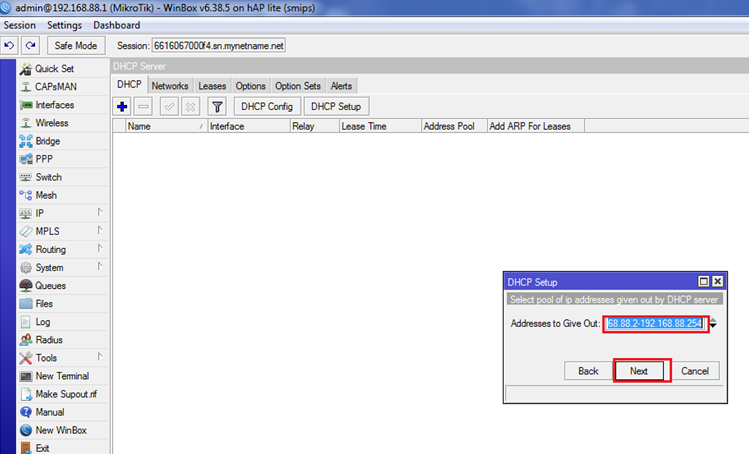 admin@192.168.88.1 (MikroTik) - WinBox v6.38.5 on hAP lite (smips)
Session Settings Dashboard
Safe Mode Session: 6616067000f4.sn.mynetname.net
Quick Set
CAPsMAN
Interfaces
Wireless
Bridge
PPP
Switch
Mesh
IP
MPLS
Routing
System
Queues
Files
Log
Radius
Tools
New Terminal
Make Supout.rif
Manual
New WinBox
Exit
DHCP Server
DHCP Networks Leases Options Option Sets Alerts
DHCP Config DHCP Setup
Name Interface Relay Lease Time Address Pool Add ARP For Leases
DHCP Setup
Select pool of ip addresses given out by DHCP server
Addresses to Give Out: 68.88.2-192.168.88.254
Back Next Cancel